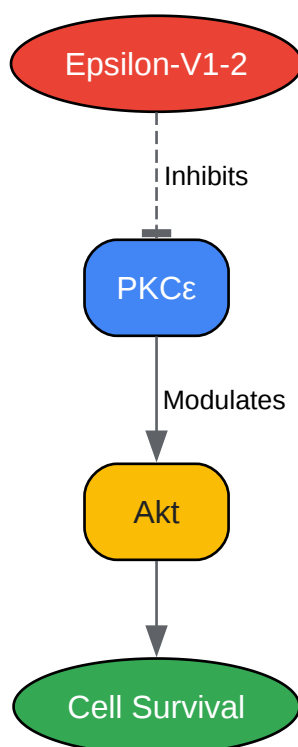 Epsilon-V1-2
Inhibits
PKCε
Modulates
Akt
Cell Survival